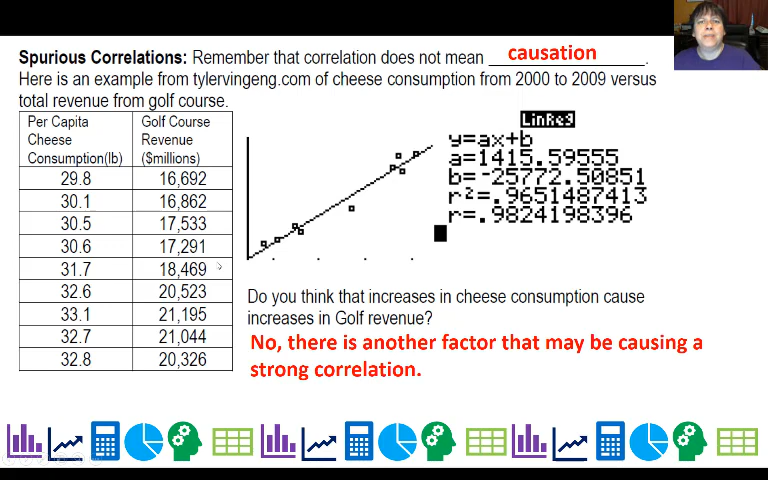 Spurious Correlations: Remember that correlation does not mean causation.
Here is an example from tylervingeng.com of cheese consumption from 2000 to 2009 versus
total revenue from golf course.
Per Capita Cheese Consumption(lb) Golf Course Revenue ($millions)
29.8 16,692
30.1 16,862
30.5 17,533
30.6 17,291
31.7 18,469
32.6 20,523
33.1 21,195
32.7 21,044
32.8 20,326
LinReg
y=ax+b
a=1415.59555
b=-25772.50851
r²=.9651487413
r=.9824198396
Do you think that increases in cheese consumption cause
increases in Golf revenue?
No, there is another factor that may be causing a
strong correlation.